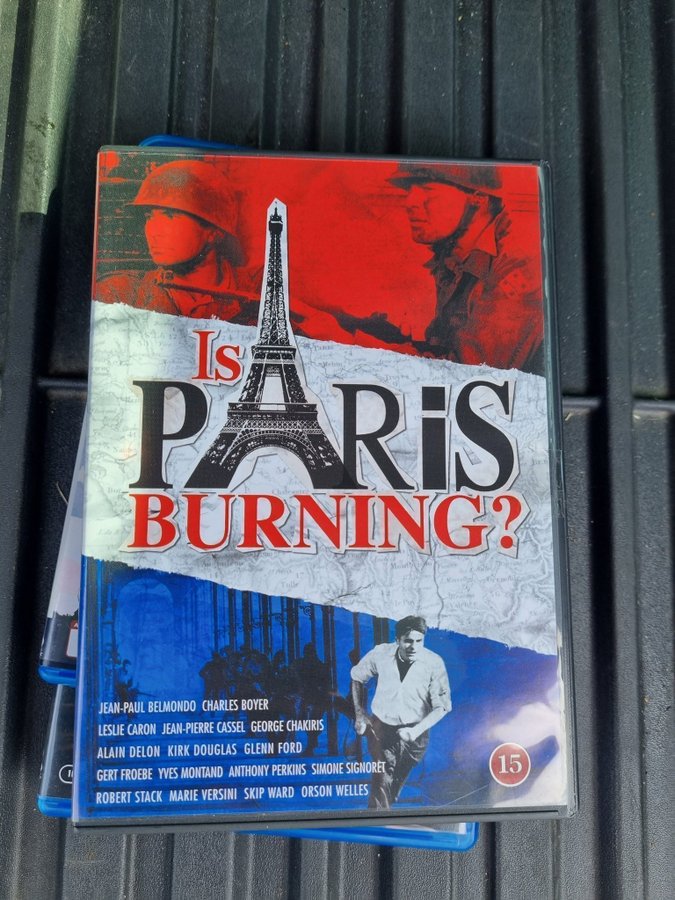 Is
PARiS
BURNING?
JEAN-PAUL BELMONDO CHARLES BOYER
LESLIE CARON JEAN-PIERRE CASSEL GEORGE CHAKIRIS
ALAIN DELON KIRK DOUGLAS GLENN FORD
GERT FROEBE YVES MONTAND ANTHONY PERKINS SIMONE SIGNORET
ROBERT STACK MARIE VERSINI SKIP WARD ORSON WELLES
15